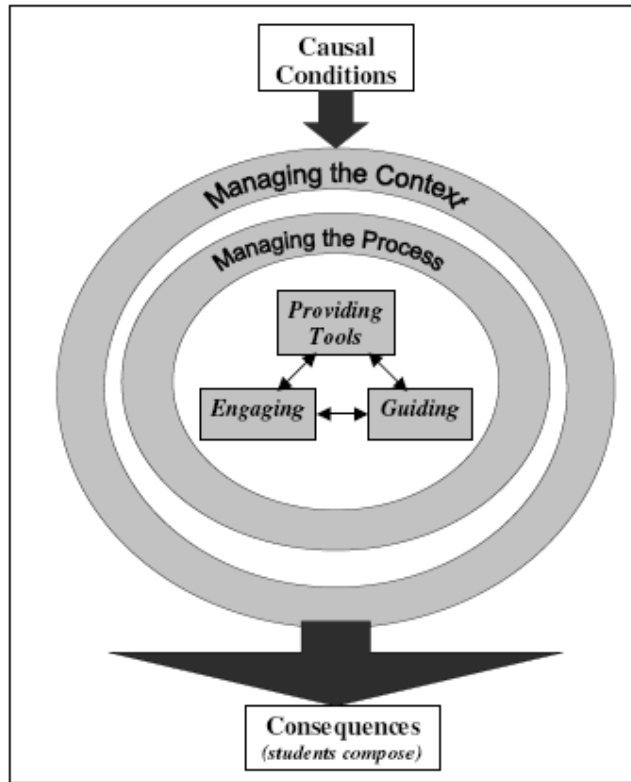 Causal
Conditions
Managing the Context
Managing the Process
Providing
Tools
Engaging
Guiding
Consequences
(students compose)